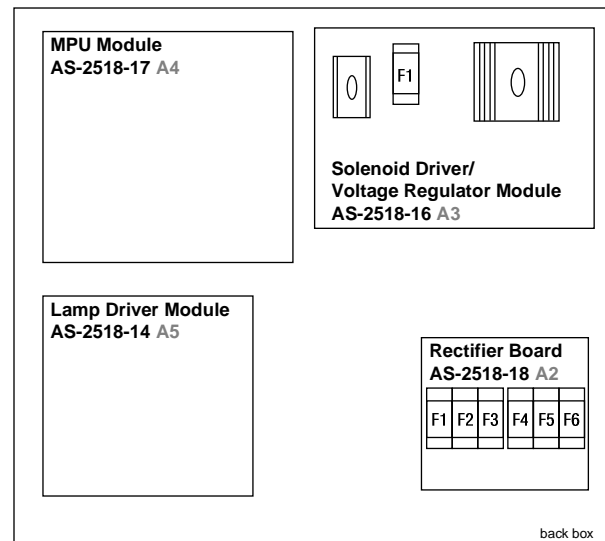 MPU Module
AS-2518-17 A4
F1
Solenoid Driver/
Voltage Regulator Module
AS-2518-16 A3
Lamp Driver Module
AS-2518-14 A5
Rectifier Board
AS-2518-18 A2
F1 F2 F3 F4 F5 F6
back box